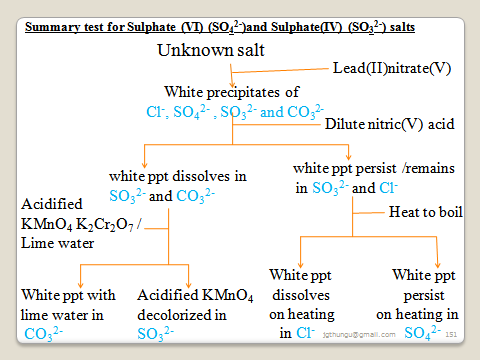 Summary test for Sulphate (VI) (SO₄²⁻)and Sulphate(IV) (SO₃²⁻) salts
Unknown salt
Lead(II)nitrate(V)
White precipitates of
Cl⁻, SO₄²⁻ , SO₃²⁻ and CO₃²⁻
Dilute nitric(V) acid
white ppt dissolves in
SO₃²⁻ and CO₃²⁻
white ppt persist /remains
in SO₃²⁻ and Cl⁻
Acidified
KMnO₄ K₂Cr₂O₇ /
Lime water
Heat to boil
White ppt with
lime water in
CO₃²⁻
Acidified KMnO₄
decolorized in
SO₃²⁻
White ppt
dissolves
on heating
in Cl⁻
White ppt
persist
on heating in
SO₄²⁻
jgthungu@gmail.com 151